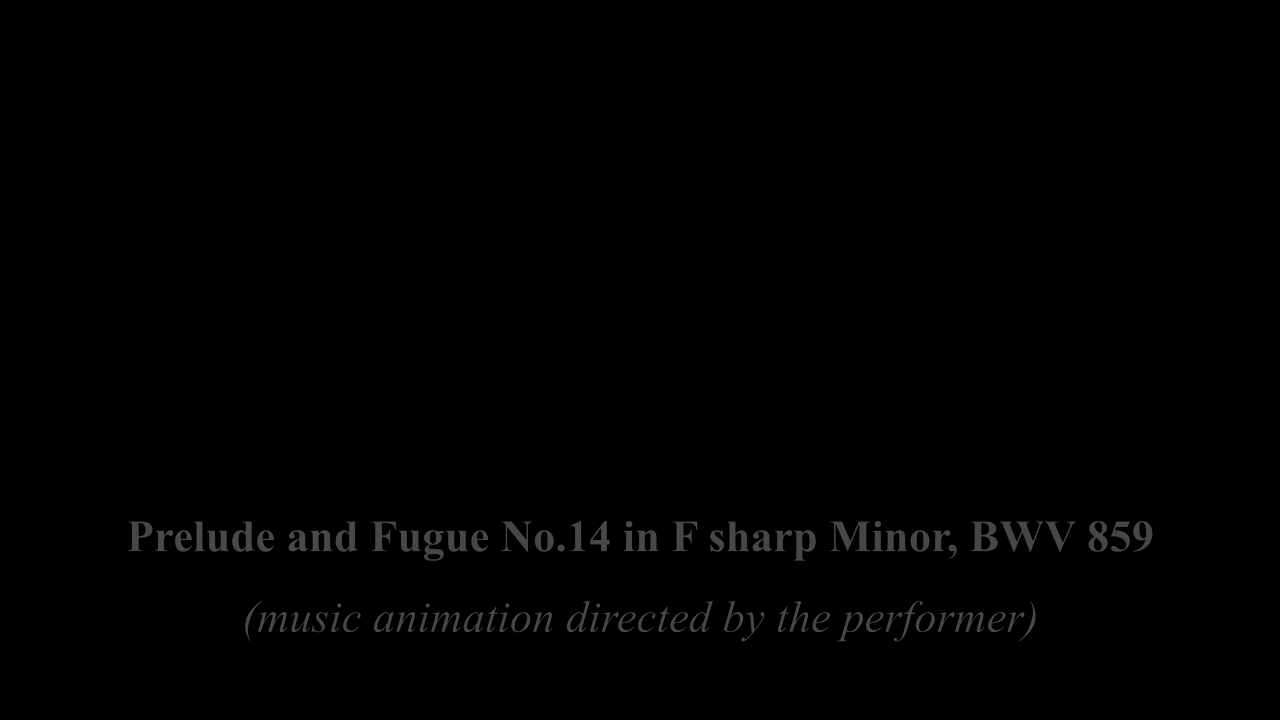 Prelude and Fugue No.14 in F sharp Minor, BWV 859
(music animation directed by the performer)